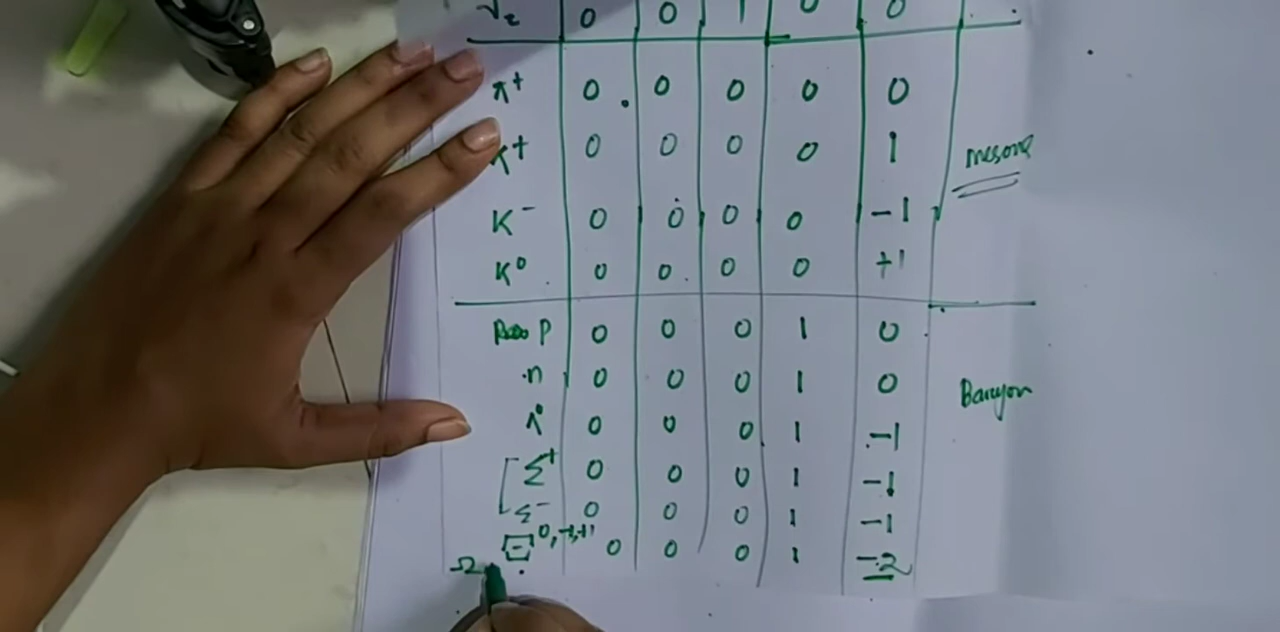 ντ 0 0 1 0 0
π+ 0 0 0 0 0
K+ 0 0 0 0 1
mesons
K- 0 0 0 0 -1
K0 0 0 0 0 +1
P 0 0 0 1 0
n 0 0 0 1 0
Baryon
Λ0 0 0 0 1 -1
Σ+ 0 0 0 1 -1
Σ- 0 0 0 1 -1
Ξ 0 0 0 1 -2
Ω